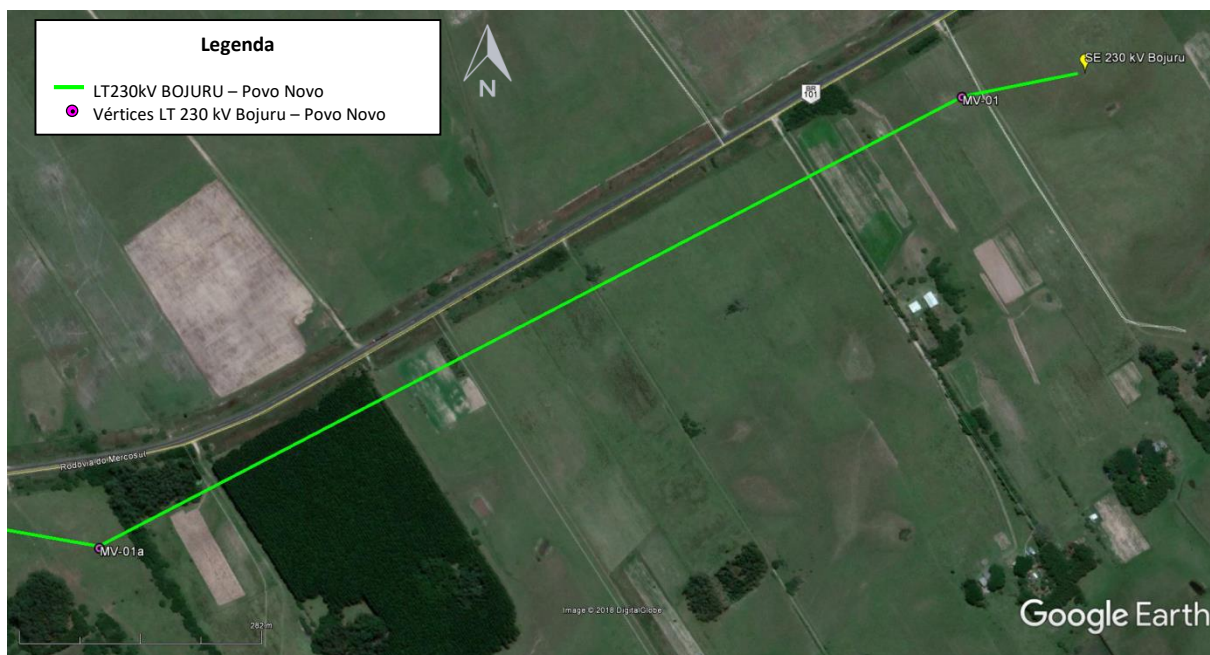 Legenda
LT230kV BOJURU – Povo Novo
Vértices LT 230 kV Bojuru – Povo Novo
N
SE 230 kV Bojuru
BR
101
MV-01
Rodovia do Mercosul
MV-01a
Image © 2018 DigitalGlobe
282 m
Google Earth